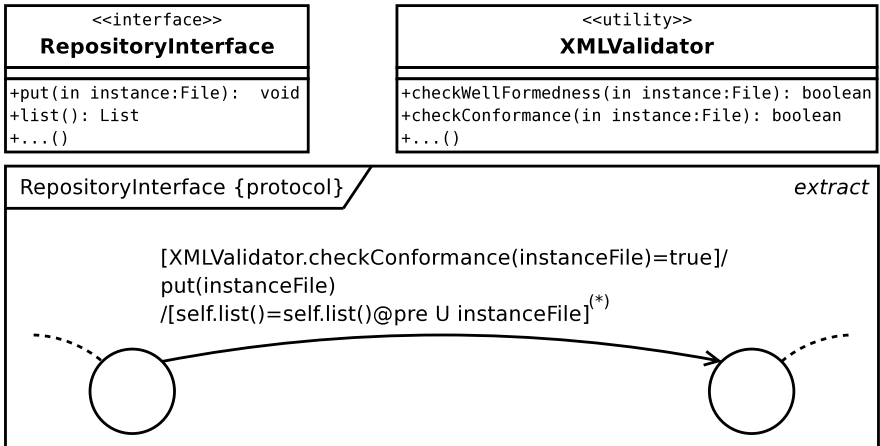 <<interface>>
RepositoryInterface
+put(in instance:File):  void
+list(): List
+...()
<<utility>>
XMLValidator
+checkWellFormedness(in instance:File): boolean
+checkConformance(in instance:File): boolean
+...()
RepositoryInterface {protocol}
extract
[XMLValidator.checkConformance(instanceFile)=true]/
put(instanceFile)
/[self.list()=self.list()@pre U instanceFile](*)